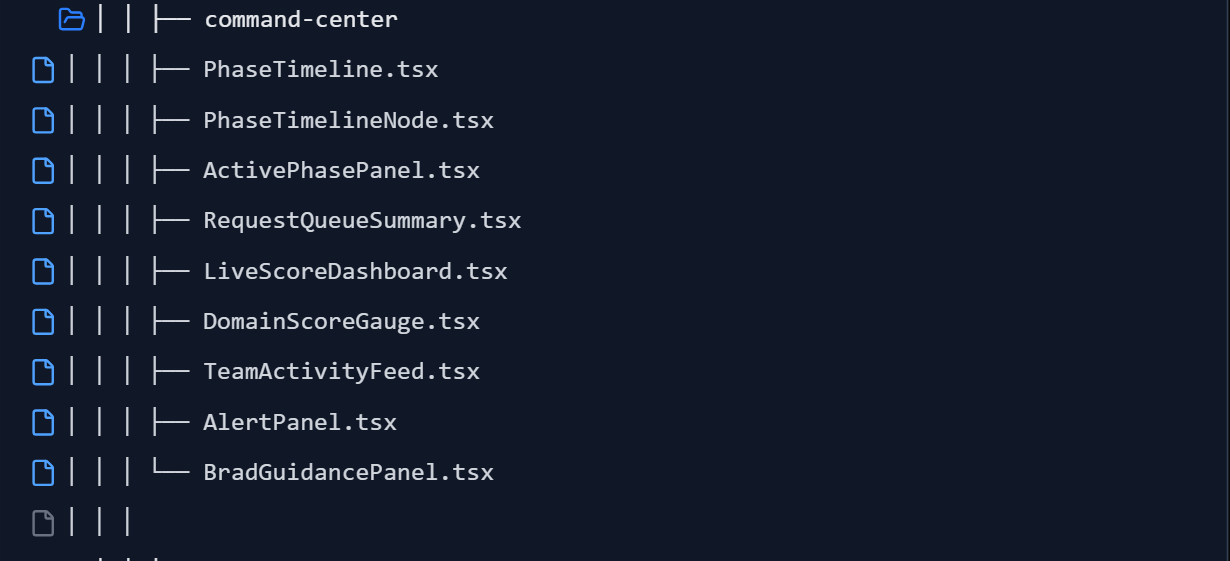 │ │ ├── command-center
│ │ │ ├── PhaseTimeline.tsx
│ │ │ ├── PhaseTimelineNode.tsx
│ │ │ ├── ActivePhasePanel.tsx
│ │ │ ├── RequestQueueSummary.tsx
│ │ │ ├── LiveScoreDashboard.tsx
│ │ │ ├── DomainScoreGauge.tsx
│ │ │ ├── TeamActivityFeed.tsx
│ │ │ ├── AlertPanel.tsx
│ │ │ └── BradGuidancePanel.tsx
│ │ │